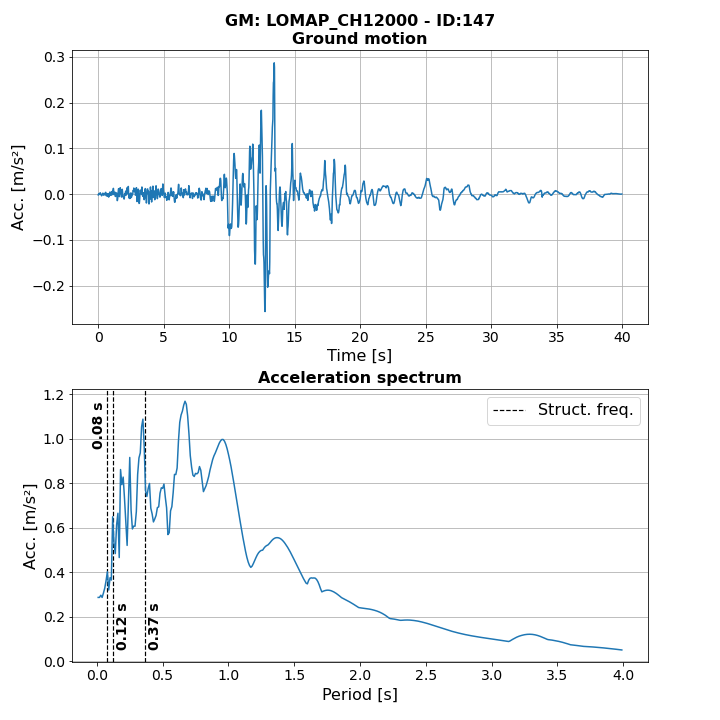 GM: LOMAP_CH12000 - ID:147
Ground motion
0.3
0.2
0.1
0.0
−0.1
−0.2
Acc. [m/s²]
0 5 10 15 20 25 30 35 40
Time [s]
Acceleration spectrum
1.2
1.0
0.8
0.6
0.4
0.2
0.0
Acc. [m/s²]
0.08 s
0.12 s
0.37 s
Struct. freq.
0.0 0.5 1.0 1.5 2.0 2.5 3.0 3.5 4.0
Period [s]